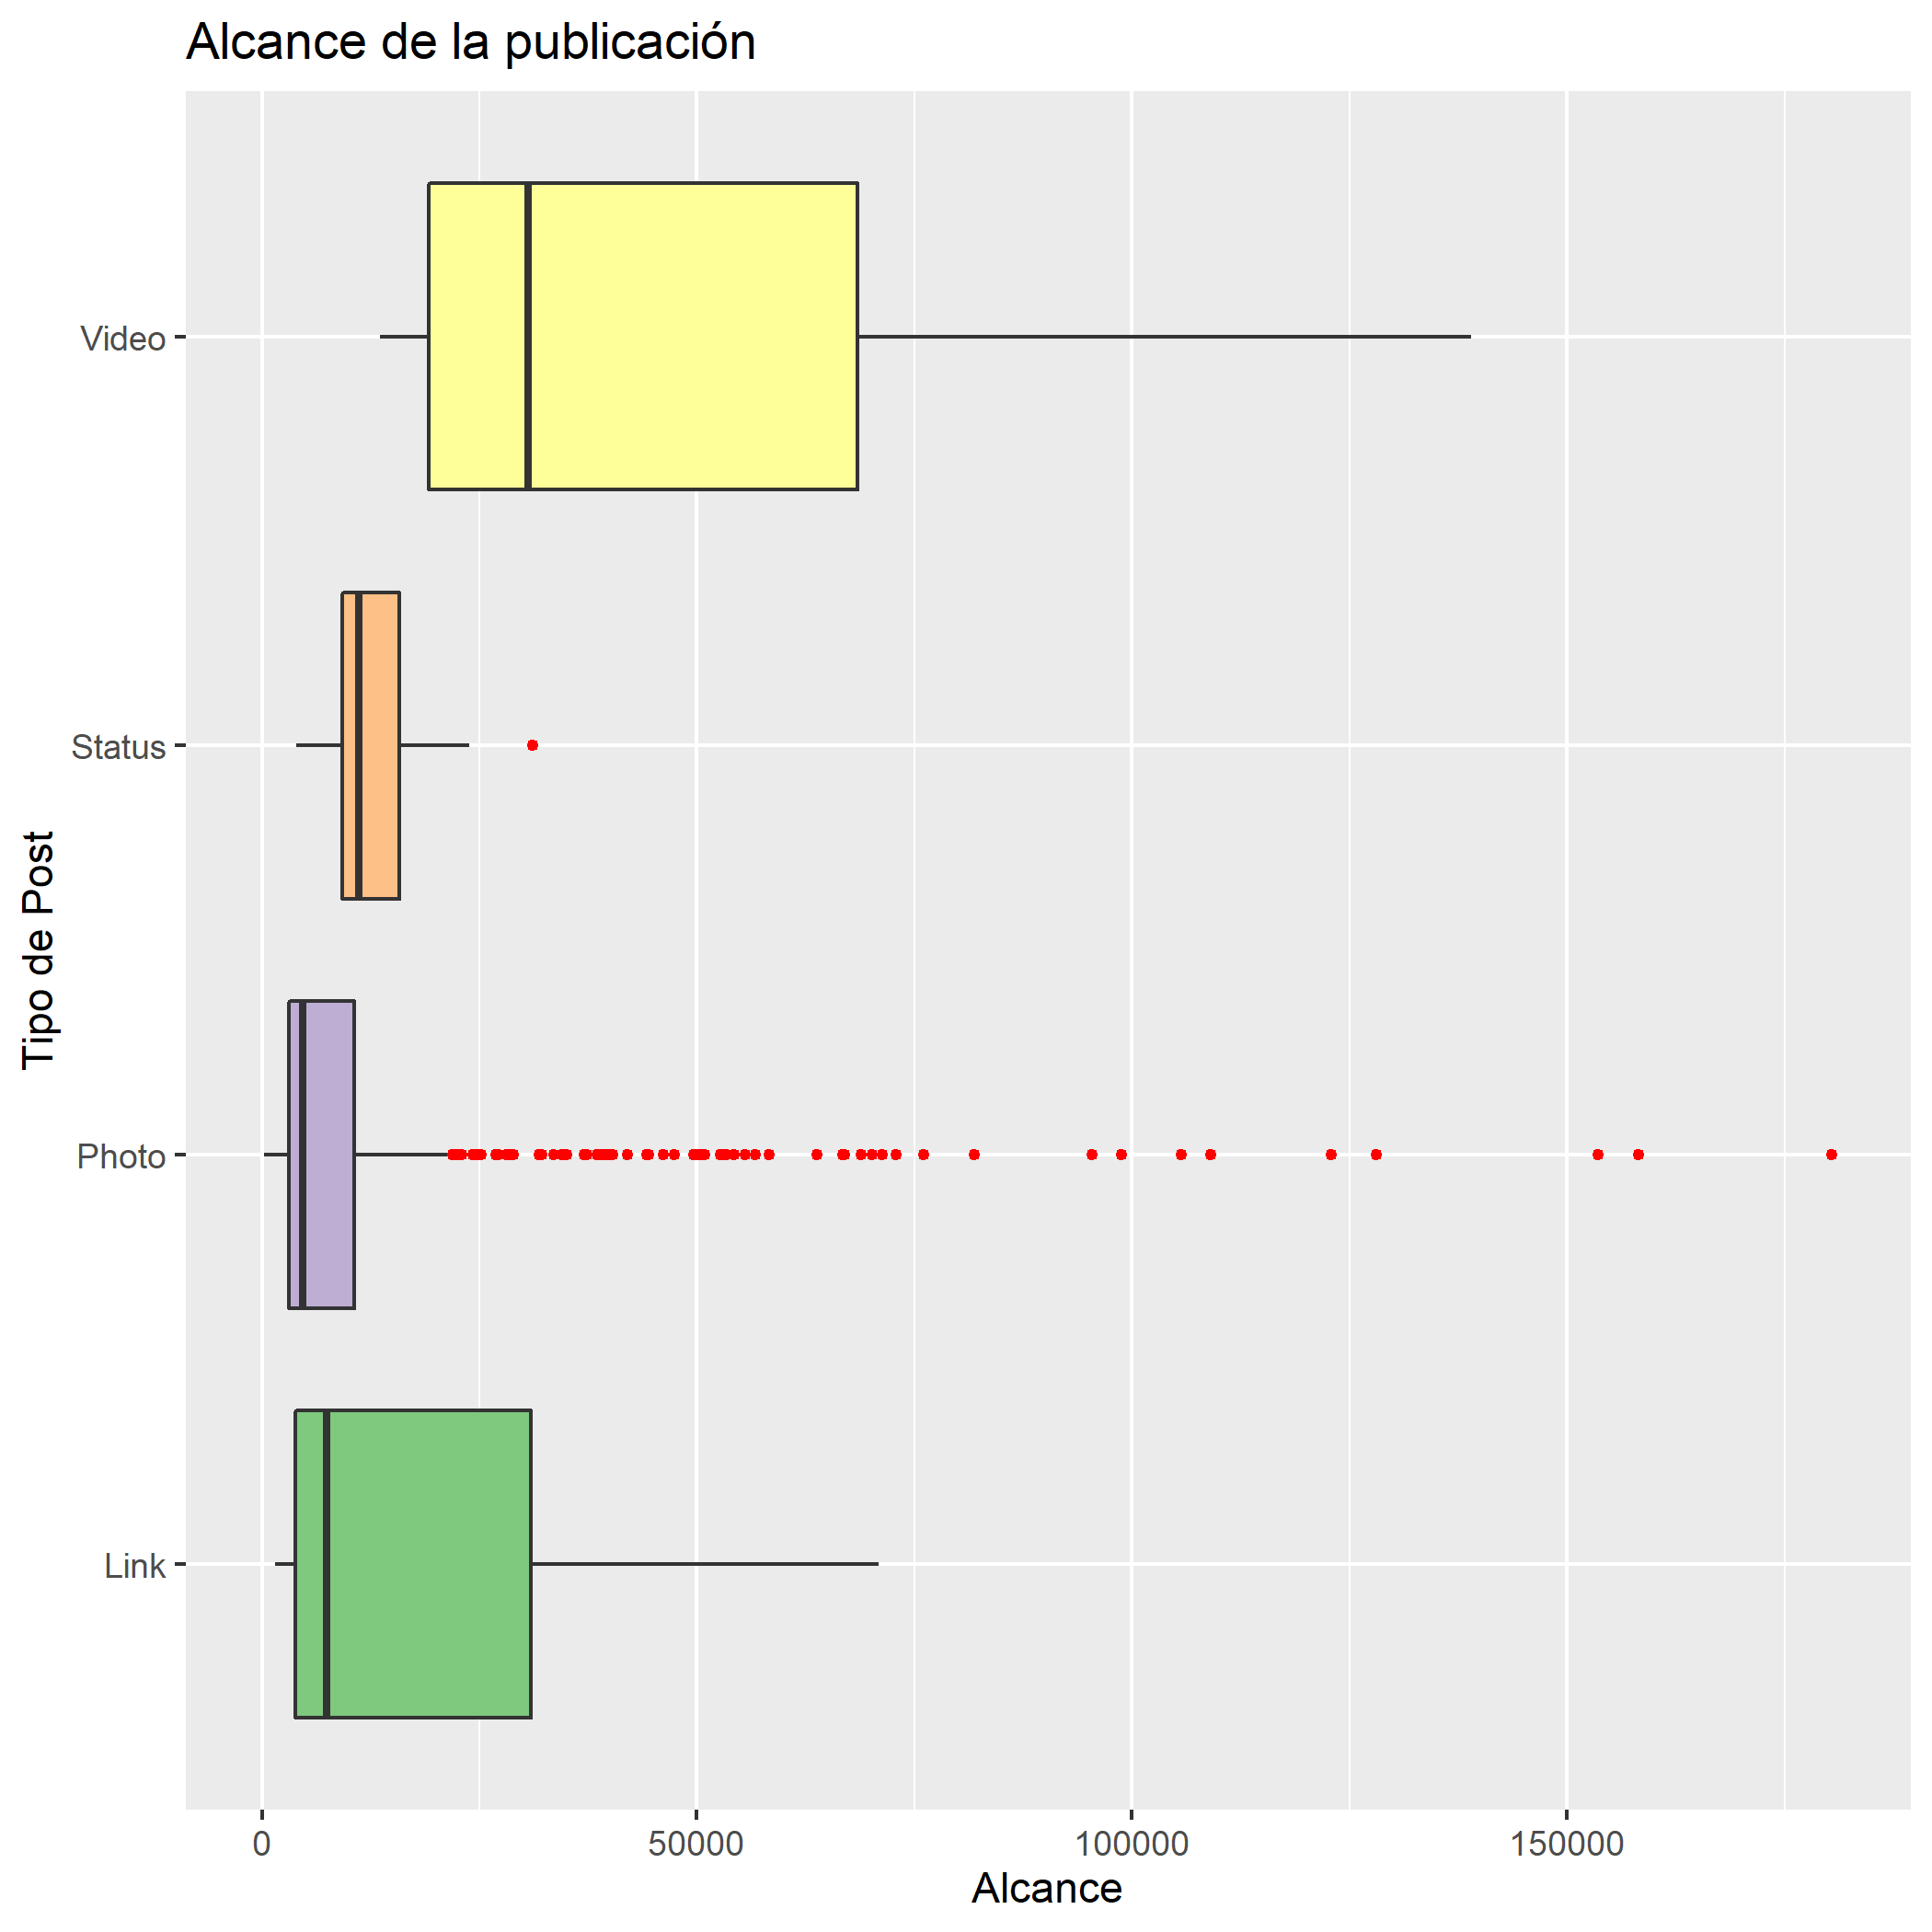 Alcance de la publicación
Tipo de Post
Video
Status
Photo
Link
0 50000 100000 150000
Alcance